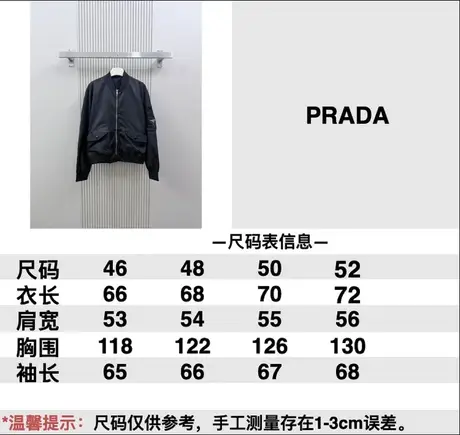 PRADA
—尺码表信息—
尺码 46 48 50 52
衣长 66 68 70 72
肩宽 53 54 55 56
胸围 118 122 126 130
袖长 65 66 67 68
*温馨提示：尺码仅供参考，手工测量存在1-3cm误差。